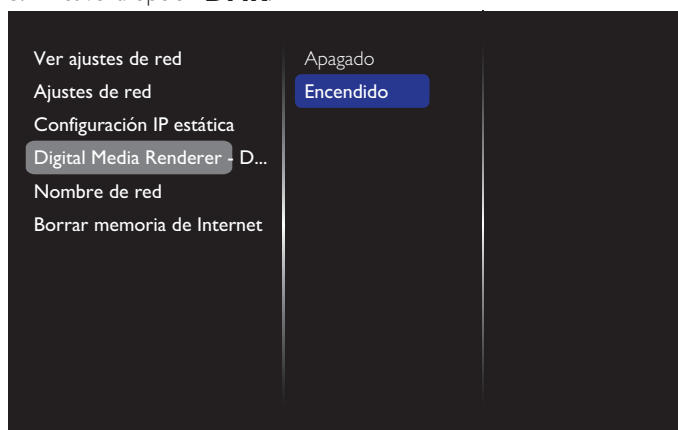 Ver ajustes de red
Ajustes de red
Configuración IP estática
Digital Media Renderer - D...
Nombre de red
Borrar memoria de Internet
Apagado
Encendido